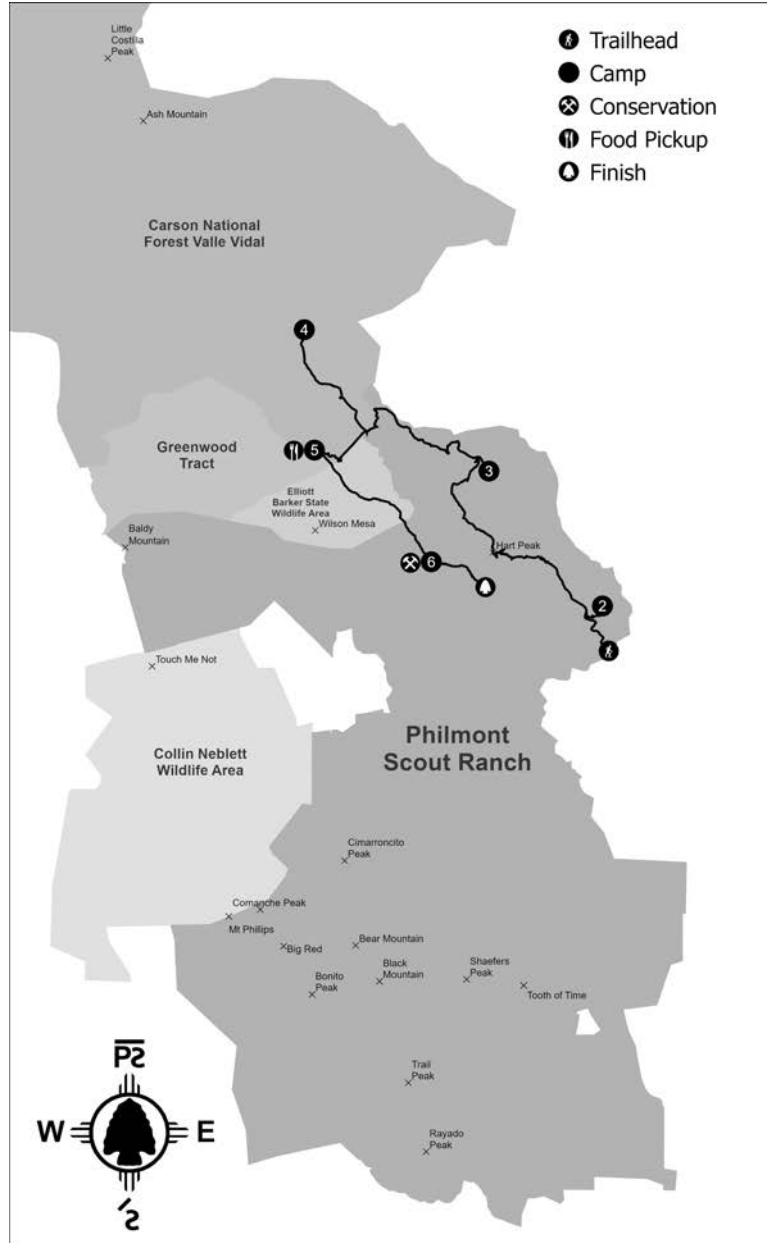 Little
Costilla
Peak
Ash Mountain
Trailhead
Camp
Conservation
Food Pickup
Finish
Carson National
Forest Valle Vidal
4
Greenwood
Tract
5
3
Elliott
Barker State
Wildlife Area
Wilson Mesa
Baldy
Mountain
Hart Peak
6
2
Touch Me Not
Collin Neblett
Wildlife Area
Philmont
Scout Ranch
Cimarroncito
Peak
Comanche Peak
Mt Phillips
Big Red
Bear Mountain
Black
Mountain
Bonito
Peak
Shaefers
Peak
Tooth of Time
Trail
Peak
Rayado
Peak
W
E